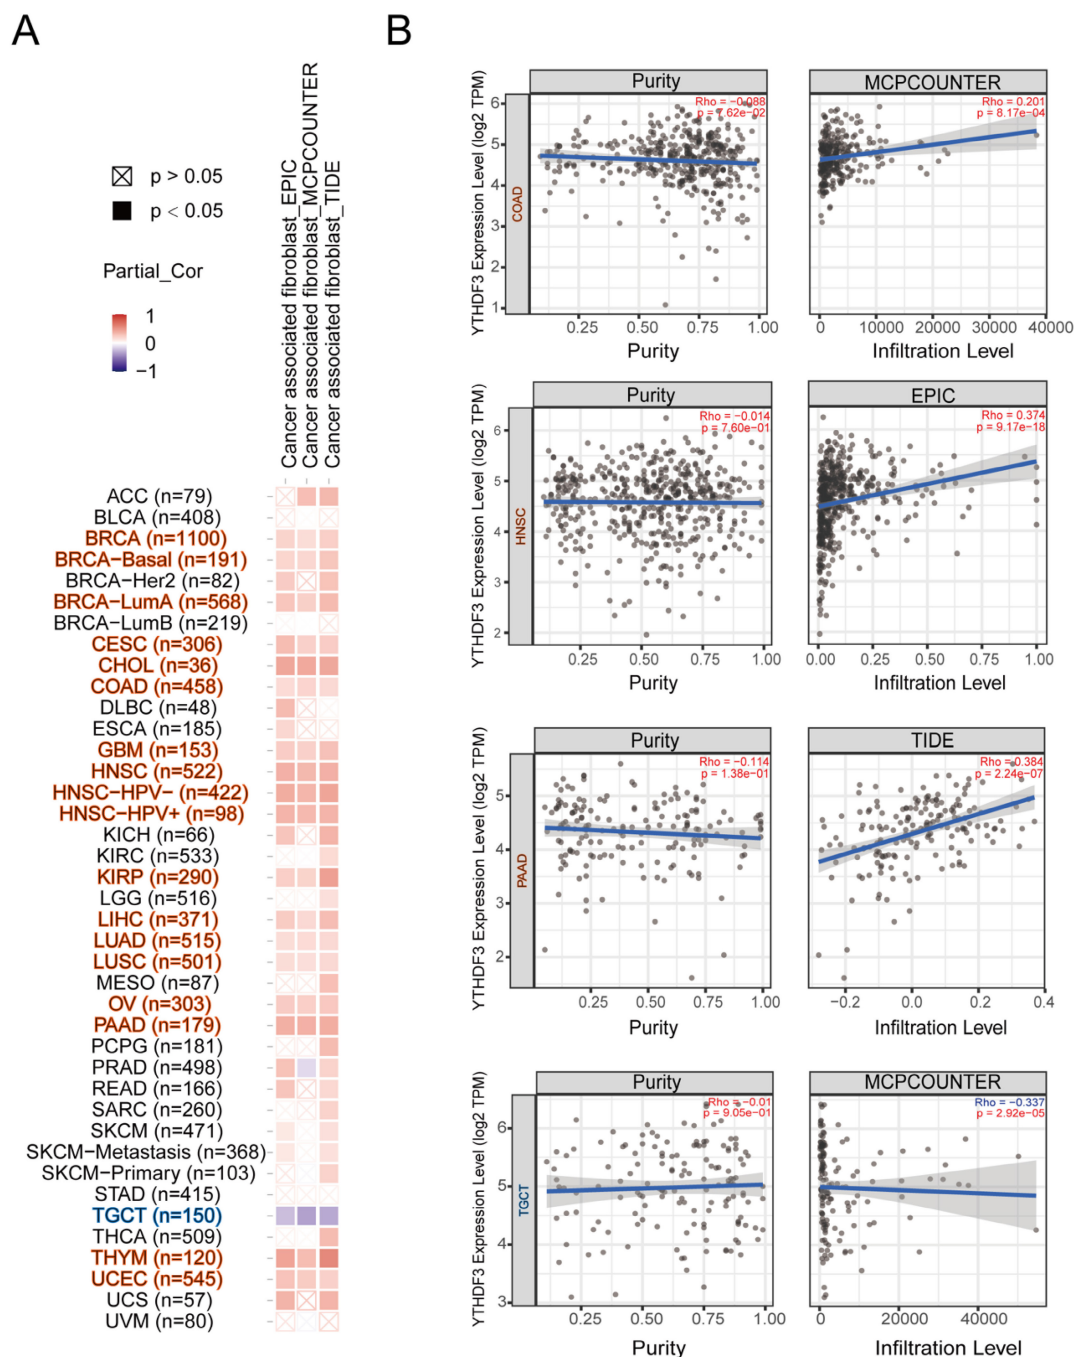 A
p > 0.05
p < 0.05
Partial_Cor
1
0
−1
Cancer associated fibroblast_EPIC
Cancer associated fibroblast_MCPCOUNTER
Cancer associated fibroblast_TIDE
ACC (n=79)
BLCA (n=408)
BRCA (n=1100)
BRCA−Basal (n=191)
BRCA−Her2 (n=82)
BRCA−LumA (n=568)
BRCA−LumB (n=219)
CESC (n=306)
CHOL (n=36)
COAD (n=458)
DLBC (n=48)
ESCA (n=185)
GBM (n=153)
HNSC (n=522)
HNSC−HPV− (n=422)
HNSC−HPV+ (n=98)
KICH (n=66)
KIRC (n=533)
KIRP (n=290)
LGG (n=516)
LIHC (n=371)
LUAD (n=515)
LUSC (n=501)
MESO (n=87)
OV (n=303)
PAAD (n=179)
PCPG (n=181)
PRAD (n=498)
READ (n=166)
SARC (n=260)
SKCM (n=471)
SKCM−Metastasis (n=368)
SKCM−Primary (n=103)
STAD (n=415)
TGCT (n=150)
THCA (n=509)
THYM (n=120)
UCEC (n=545)
UCS (n=57)
UVM (n=80)
B
Purity
Rho = −0.088
p = 7.62e−02
YTHDF3 Expression Level (log2 TPM)
COAD
6
5
4
3
2
1
0.25 0.50 0.75 1.00
Purity
MCPCOUNTER
Rho = 0.201
p = 8.17e−04
0 10000 20000 30000 40000
Infiltration Level
Purity
Rho = −0.014
p = 7.60e−01
YTHDF3 Expression Level (log2 TPM)
HNSC
6
5
4
3
2
0.25 0.50 0.75 1.00
Purity
EPIC
Rho = 0.374
p = 9.17e−18
0.00 0.25 0.50 0.75 1.00
Infiltration Level
Purity
Rho = −0.114
p = 1.38e−01
YTHDF3 Expression Level (log2 TPM)
PAAD
5
4
3
2
0.25 0.50 0.75 1.00
Purity
TIDE
Rho = 0.384
p = 2.24e−07
−0.2 0.0 0.2 0.4
Infiltration Level
Purity
Rho = −0.01
p = 9.05e−01
YTHDF3 Expression Level (log2 TPM)
TGCT
6
5
4
3
0.25 0.50 0.75 1.00
Purity
MCPCOUNTER
Rho = −0.337
p = 2.92e−05
0 20000 40000
Infiltration Level